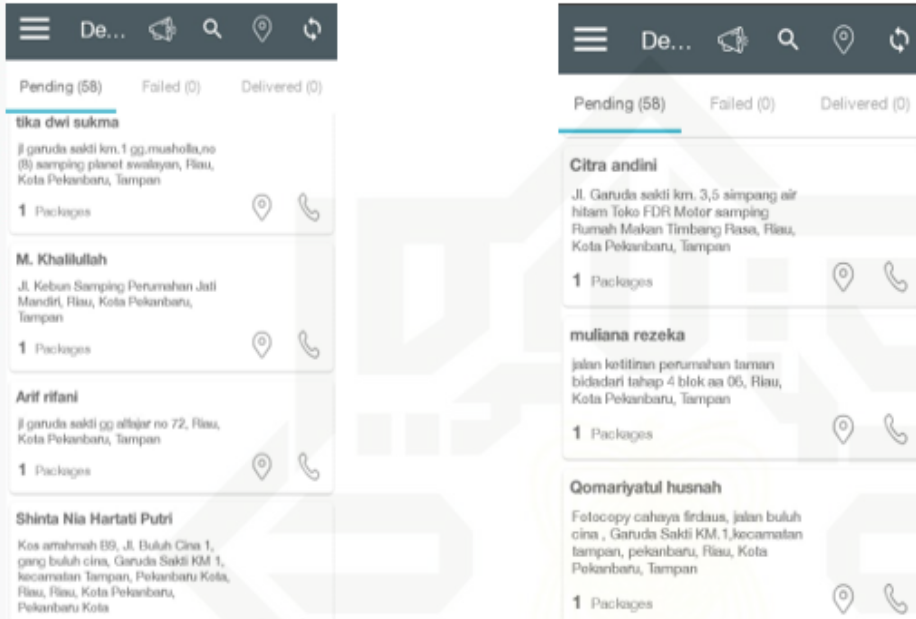 De...
Pending (58) Failed (0) Delivered (0)
tika dwi sukma
jl garuda sakti km.1 gg.musholla,no
(8) samping planet swalayan, Riau,
Kota Pekanbaru, Tampan
1 Packages
M. Khalilullah
Jl. Kebun Samping Perumahan Jati
Mandiri, Riau, Kota Pekanbaru,
Tampan
1 Packages
Arif rifani
jl garuda sakti gg alfajar no 72, Riau,
Kota Pekanbaru, Tampan
1 Packages
Shinta Nia Hartati Putri
Kos arrahmah B9, Jl. Buluh Cina 1,
gang buluh cina, Garuda Sakti KM 1,
kecamatan Tampan, Pekanbaru Kota,
Riau, Riau, Kota Pekanbaru,
Pekanbaru Kota
De...
Pending (58) Failed (0) Delivered (0)
Citra andini
Jl. Garuda sakti km. 3,5 simpang air
hitam Toko FDR Motor samping
Rumah Makan Timbang Rasa, Riau,
Kota Pekanbaru, Tampan
1 Packages
muliana rezeka
jalan ketitiran perumahan taman
bidadari tahap 4 blok aa 06, Riau,
Kota Pekanbaru, Tampan
1 Packages
Qomariyatul husnah
Fotocopy cahaya firdaus, jalan buluh
cina , Garuda Sakti KM.1,kecamatan
tampan, pekanbaru, Riau, Kota
Pekanbaru, Tampan
1 Packages